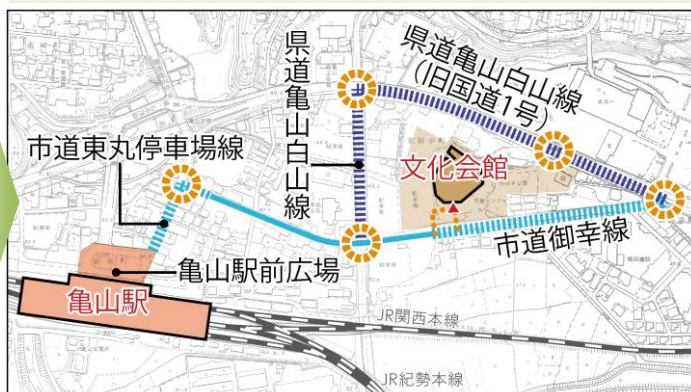 県道亀山白山線
（旧国道1号）
県道亀山白山線
市道東丸停車場線
文化会館
市道御幸線
亀山駅前広場
亀山駅
JR関西本線
JR紀勢本線